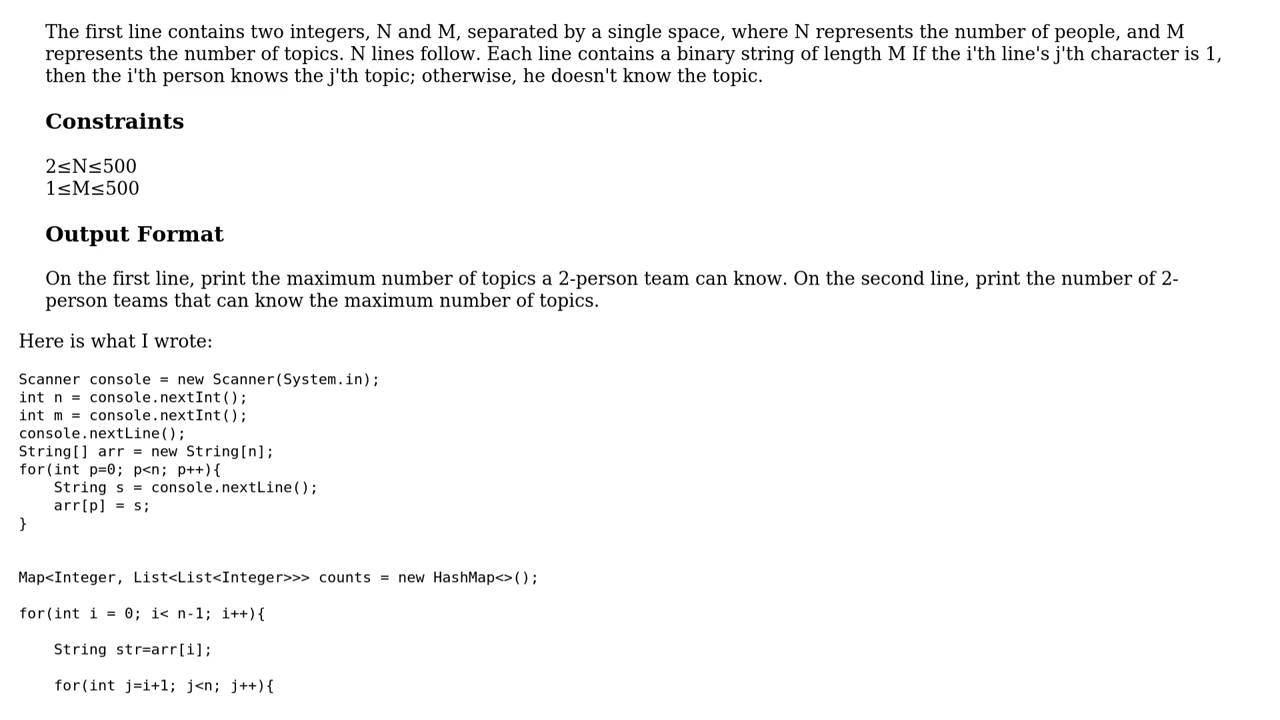 The first line contains two integers, N and M, separated by a single space, where N represents the number of people, and M
represents the number of topics. N lines follow. Each line contains a binary string of length M If the i'th line's j'th character is 1,
then the i'th person knows the j'th topic; otherwise, he doesn't know the topic.
Constraints
2≤N≤500
1≤M≤500
Output Format
On the first line, print the maximum number of topics a 2-person team can know. On the second line, print the number of 2-
person teams that can know the maximum number of topics.
Here is what I wrote:
Scanner console = new Scanner(System.in);
int n = console.nextInt();
int m = console.nextInt();
console.nextLine();
String[] arr = new String[n];
for(int p=0; p<n; p++){
    String s = console.nextLine();
    arr[p] = s;
}
Map<Integer, List<List<Integer>>> counts = new HashMap<>();
for(int i = 0; i< n-1; i++){
    String str=arr[i];
    for(int j=i+1; j<n; j++){